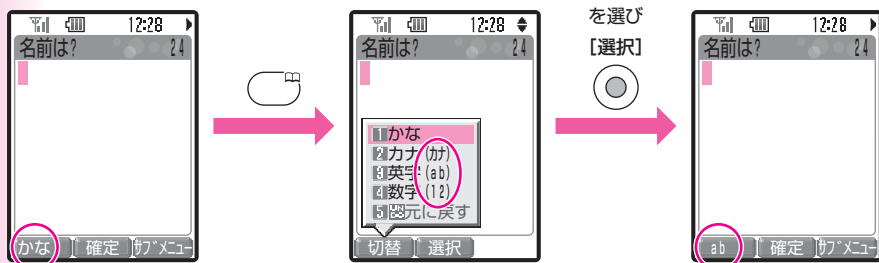 12:28
名前は?
24
かな
確定
サブメニュー
12:28
名前は?
24
1かな
2カナ(カナ)
3英字(ab)
4数字(12)
5元に戻す
切替
選択
を選び
[選択]
12:28
名前は?
24
ab
確定
サブメニュー